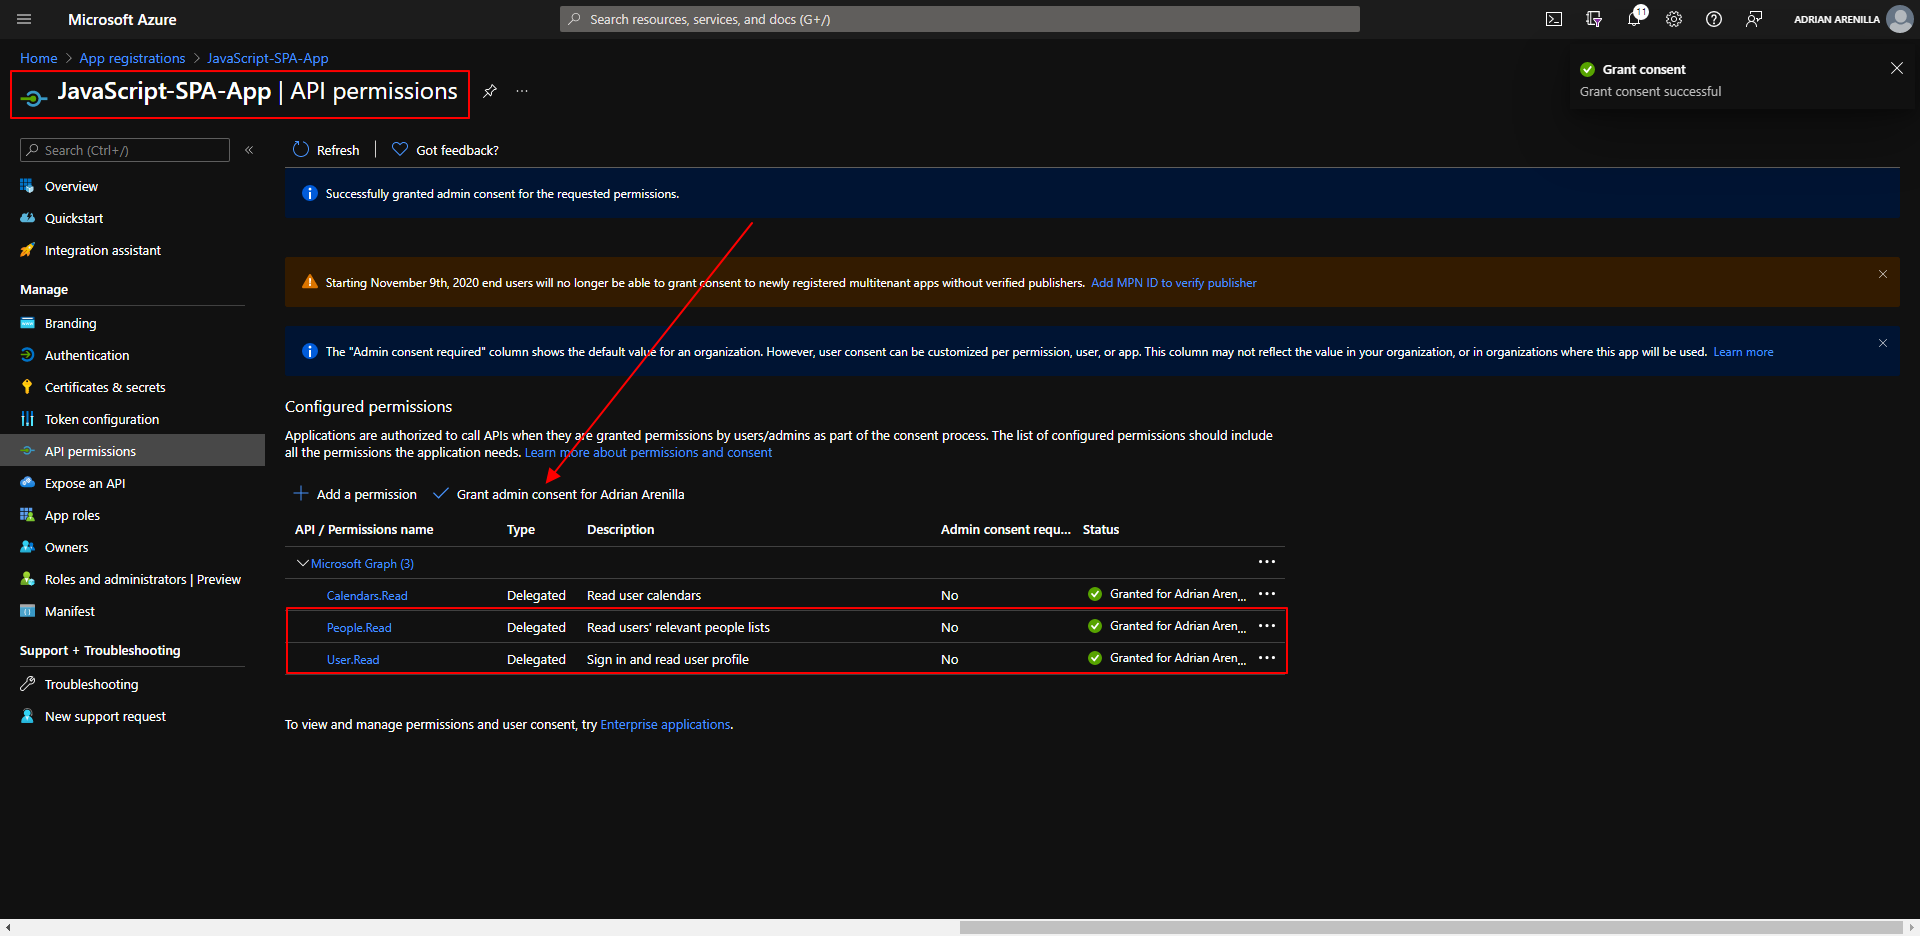 Microsoft Azure
Search resources, services, and docs (G+/)
11
ADRIAN ARENILLA
Home > App registrations > JavaScript-SPA-App
JavaScript-SPA-App | API permissions
...
Grant consent
Grant consent successful
Search (Ctrl+/)
«
Overview
Quickstart
Integration assistant
Manage
Branding
Authentication
Certificates & secrets
Token configuration
API permissions
Expose an API
App roles
Owners
Roles and administrators | Preview
Manifest
Support + Troubleshooting
Troubleshooting
New support request
Refresh | Got feedback?
Successfully granted admin consent for the requested permissions.
Starting November 9th, 2020 end users will no longer be able to grant consent to newly registered multitenant apps without verified publishers. Add MPN ID to verify publisher
The "Admin consent required" column shows the default value for an organization. However, user consent can be customized per permission, user, or app. This column may not reflect the value in your organization, or in organizations where this app will be used. Learn more
Configured permissions
Applications are authorized to call APIs when they are granted permissions by users/admins as part of the consent process. The list of configured permissions should include
all the permissions the application needs. Learn more about permissions and consent
Add a permission Grant admin consent for Adrian Arenilla
API / Permissions name Type Description Admin consent requ... Status
Microsoft Graph (3) ...
Calendars.Read Delegated Read user calendars No Granted for Adrian Aren... ...
People.Read Delegated Read users' relevant people lists No Granted for Adrian Aren... ...
User.Read Delegated Sign in and read user profile No Granted for Adrian Aren... ...
To view and manage permissions and user consent, try Enterprise applications.